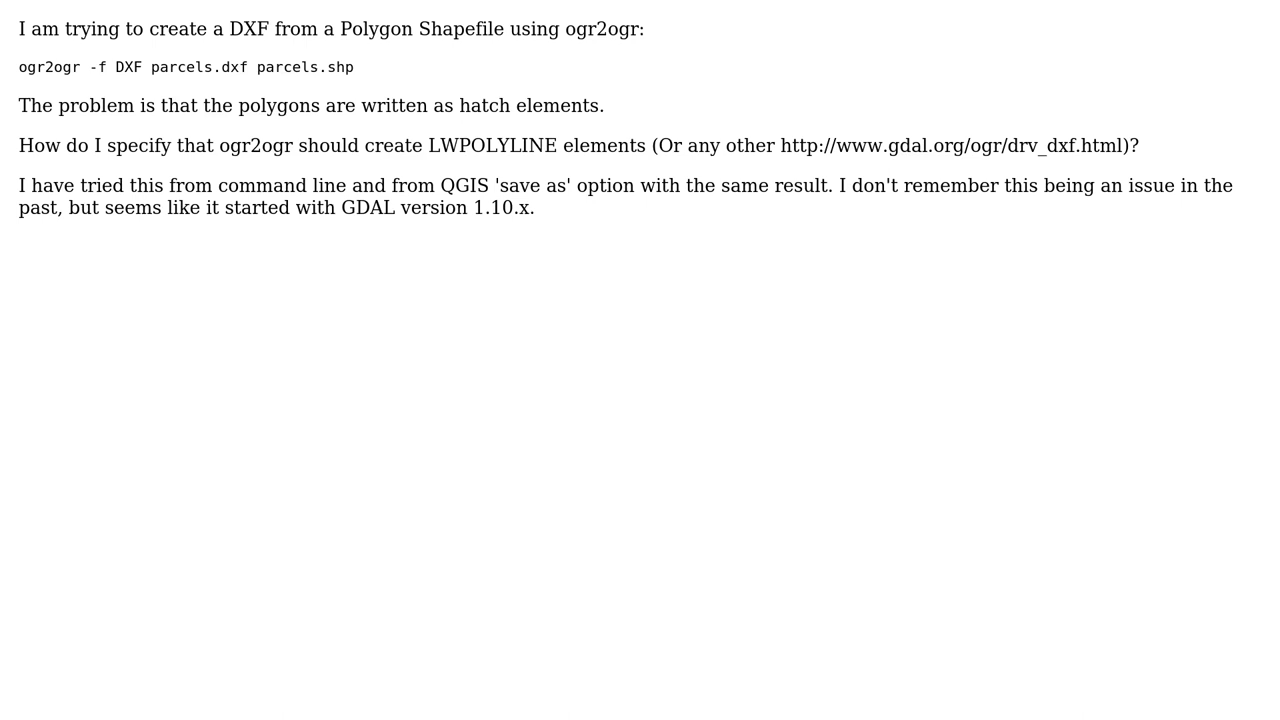 I am trying to create a DXF from a Polygon Shapefile using ogr2ogr:
ogr2ogr -f DXF parcels.dxf parcels.shp
The problem is that the polygons are written as hatch elements.
How do I specify that ogr2ogr should create LWPOLYLINE elements (Or any other http://www.gdal.org/ogr/drv_dxf.html)?
I have tried this from command line and from QGIS 'save as' option with the same result. I don't remember this being an issue in the
past, but seems like it started with GDAL version 1.10.x.